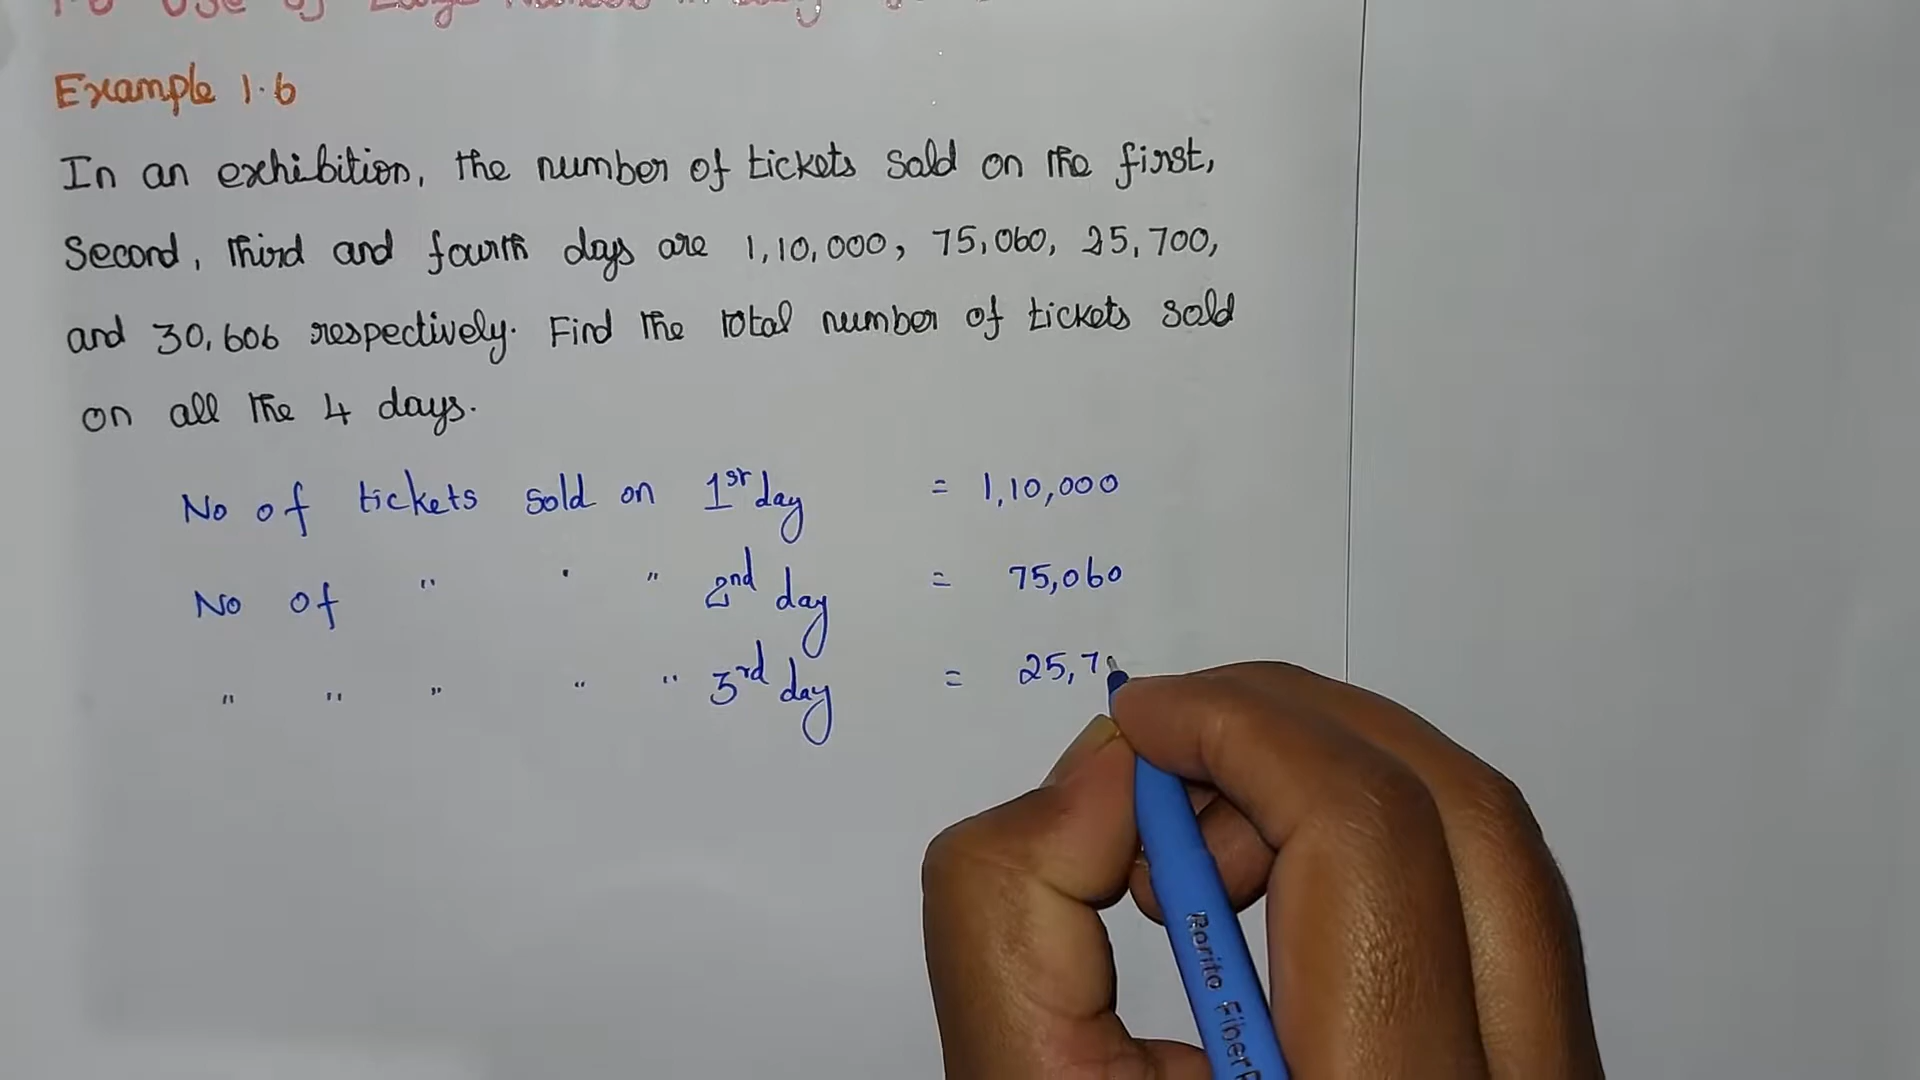 Example 1.6
In an exhibition, the number of tickets sold on the first,
Second, third and fourth days are 1,10,000, 75,060, 25,700,
and 30,606 respectively. Find the total number of tickets sold
on all the 4 days.
No of tickets sold on 1st day = 1,10,000
No of " " " 2nd day = 75,060
" " " " " 3rd day = 25,7
Rorito Fiber